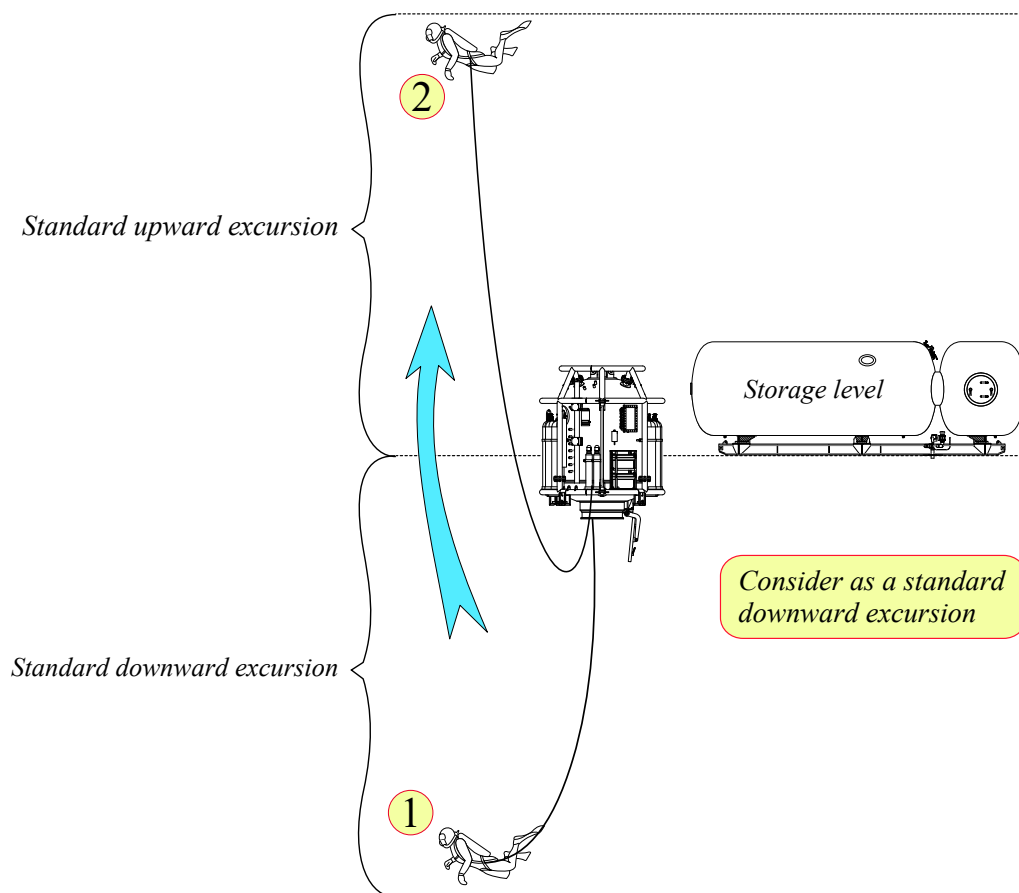 2
Standard upward excursion
Storage level
Consider as a standard
downward excursion
Standard downward excursion
1